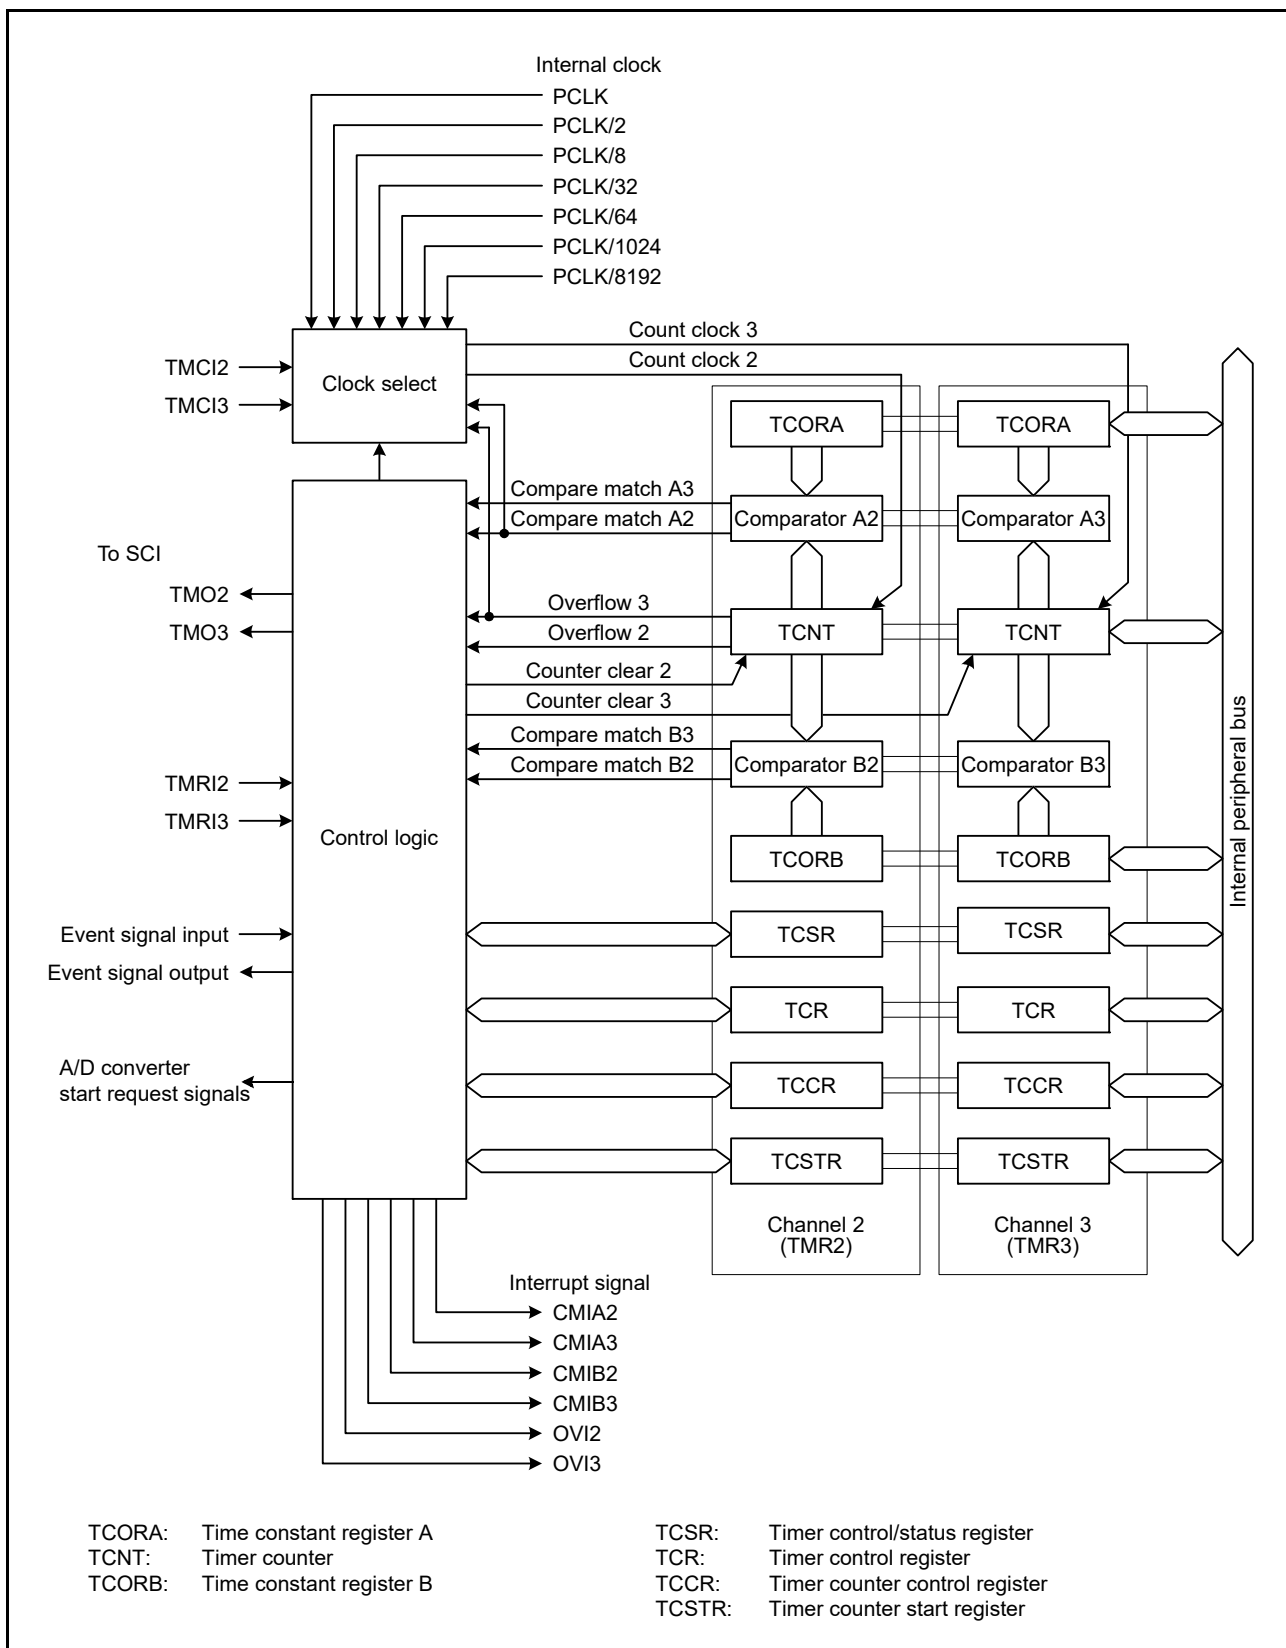 Internal clock
PCLK
PCLK/2
PCLK/8
PCLK/32
PCLK/64
PCLK/1024
PCLK/8192
Count clock 3
Count clock 2
TMCI2
TMCI3
Clock select
TCORA
TCORA
Compare match A3
Compare match A2
Comparator A2
Comparator A3
To SCI
TMO2
TMO3
Overflow 3
Overflow 2
TCNT
TCNT
Counter clear 2
Counter clear 3
Compare match B3
Compare match B2
Comparator B2
Comparator B3
TMRI2
TMRI3
Control logic
TCORB
TCORB
Internal peripheral bus
Event signal input
Event signal output
TCSR
TCSR
TCR
TCR
A/D converter
start request signals
TCCR
TCCR
TCSTR
TCSTR
Channel 2
(TMR2)
Channel 3
(TMR3)
Interrupt signal
CMIA2
CMIA3
CMIB2
CMIB3
OVI2
OVI3
TCORA: Time constant register A
TCNT: Timer counter
TCORB: Time constant register B
TCSR: Timer control/status register
TCR: Timer control register
TCCR: Timer counter control register
TCSTR: Timer counter start register